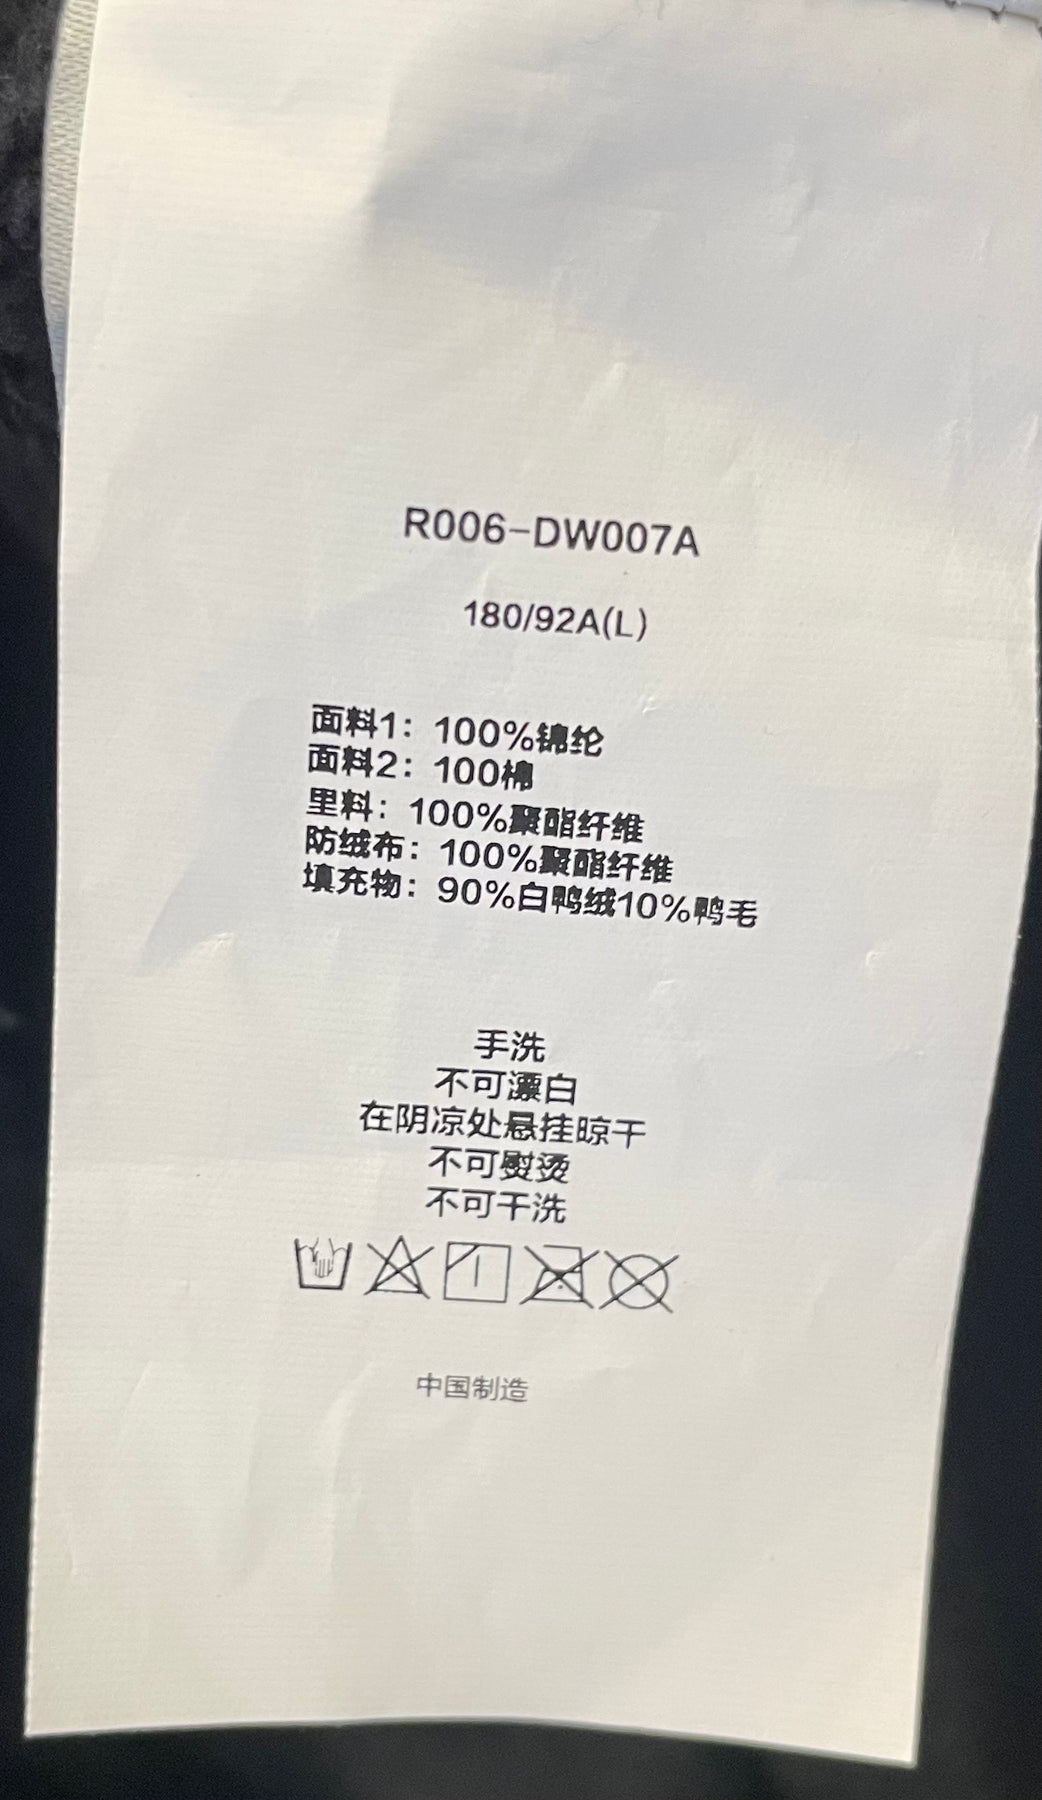 R006-DW007A
180/92A(L)
面料1：100%锦纶
面料2：100棉
里料：100%聚酯纤维
防绒布：100%聚酯纤维
填充物：90%白鸭绒10%鸭毛
手洗
不可漂白
在阴凉处悬挂晾干
不可熨烫
不可干洗
中国制造